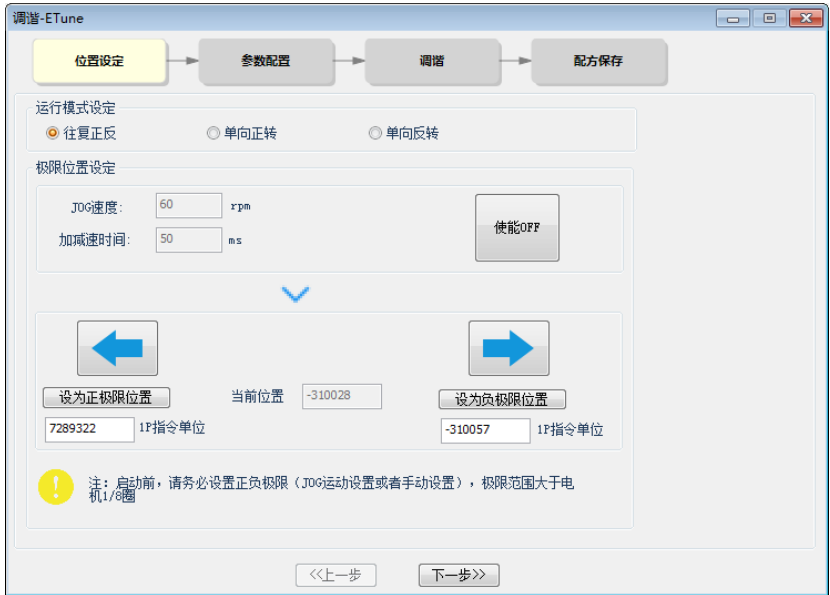 调谐-ETune
位置设定
参数配置
调谐
配方保存
运行模式设定
往复正反
单向正转
单向反转
极限位置设定
JOG速度:
60
rpm
使能OFF
加减速时间:
50
ms
设为正极限位置
当前位置
-310028
设为负极限位置
7289322
1P指令单位
-310057
1P指令单位
注：启动前，请务必设置正负极限（JOG运动设置或者手动设置），极限范围大于电
机1/8圈
<<上一步
下一步>>